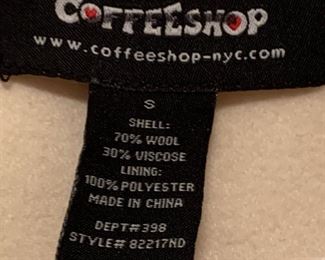 COFFEESHOP
www.coffeeshop-nyc.com
S
SHELL:
70% WOOL
30% VISCOSE
LINING:
100% POLYESTER
MADE IN CHINA
DEPT#398
STYLE# 82217ND